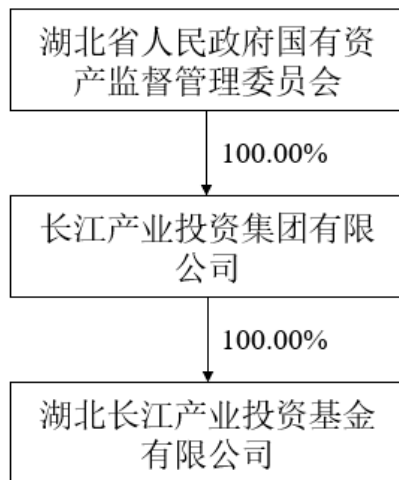 湖北省人民政府国有资
产监督管理委员会
100.00%
长江产业投资集团有限
公司
100.00%
湖北长江产业投资基金
有限公司